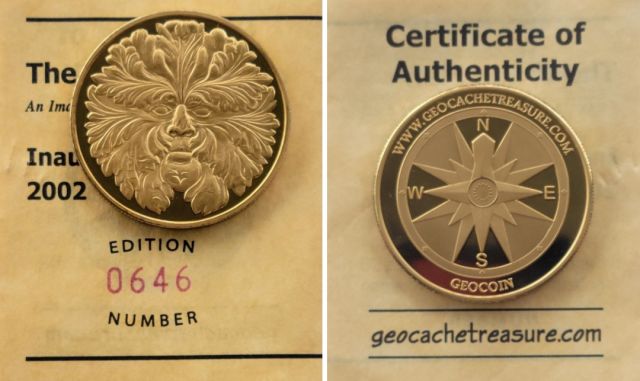 The
An Ima
Inau
2002
EDITION
0646
NUMBER
Certificate of
Authenticity
WWW.GEOCACHETREASURE.COM
N
W E
S
GEOCOIN
geocachetreasure.com